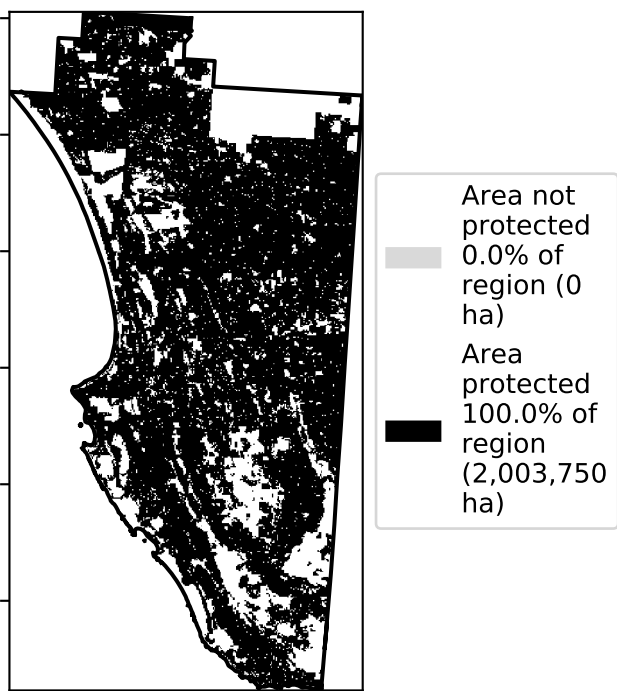 Area not
protected
0.0% of
region (0
ha)
Area
protected
100.0% of
region
(2,003,750
ha)